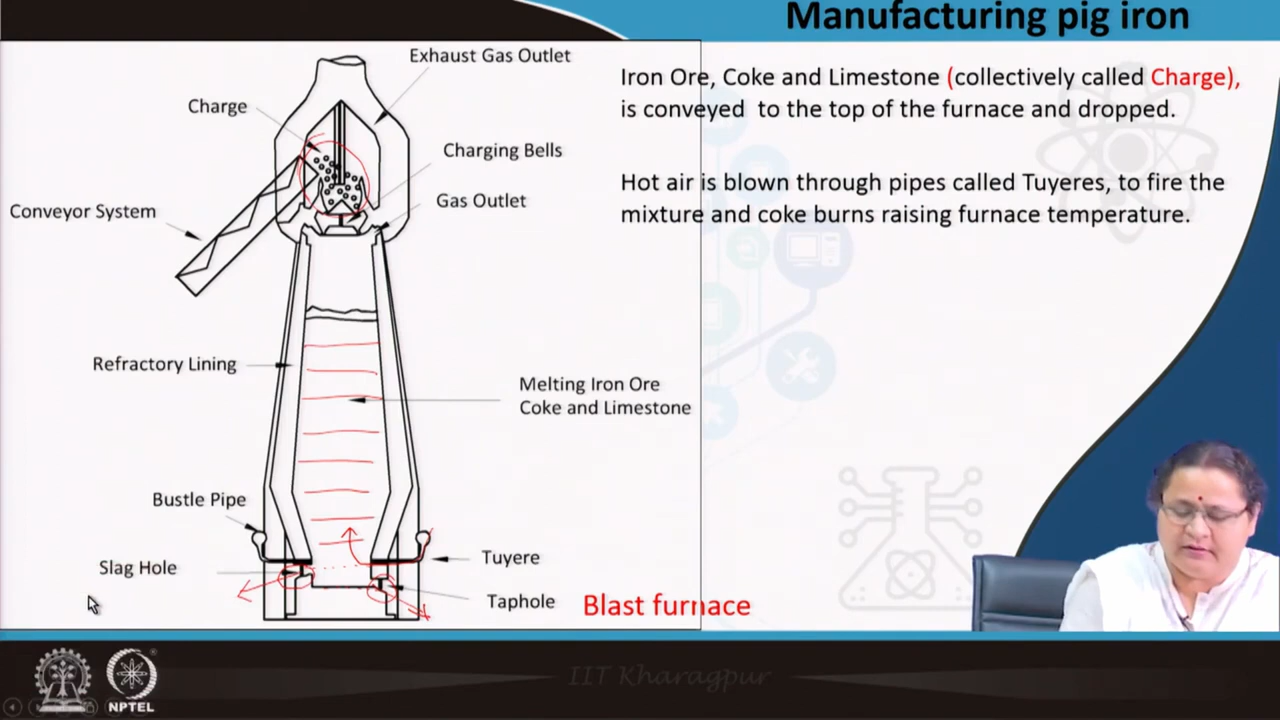 Manufacturing pig iron
Exhaust Gas Outlet
Charge
Charging Bells
Gas Outlet
Conveyor System
Refractory Lining
Melting Iron Ore
Coke and Limestone
Bustle Pipe
Slag Hole
Tuyere
Taphole
Blast furnace
Iron Ore, Coke and Limestone (collectively called Charge),
is conveyed to the top of the furnace and dropped.
Hot air is blown through pipes called Tuyeres, to fire the
mixture and coke burns raising furnace temperature.
NPTEL
IIT Kharagpur